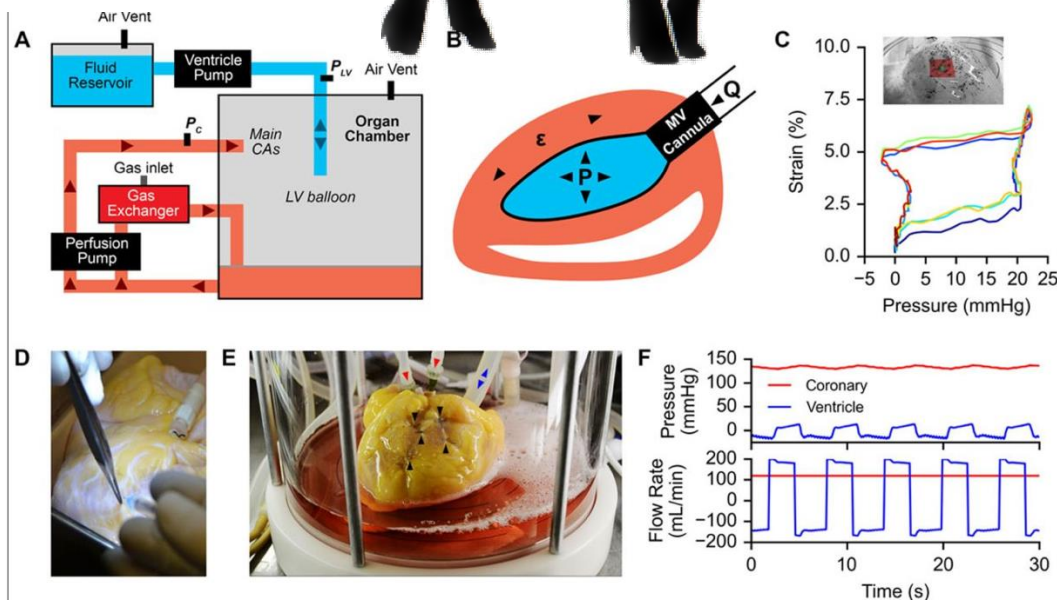 Air Vent
A
B
C
Fluid
Reservoir
Ventricle
Pump
P_LV
Air Vent
Organ
Chamber
P_C
Main
CAs
Gas inlet
Gas
Exchanger
LV balloon
Perfusion
Pump
ε
P
MV
Cannula
Q
10.0
7.5
5.0
2.5
0.0
Strain (%)
−5 0 5 10 15 20 25
Pressure (mmHg)
D
E
F
150
0
Pressure
(mmHg)
Coronary
Ventricle
200
100
0
−100
−200
Flow Rate
(mL/min)
0 10 20 30
Time (s)